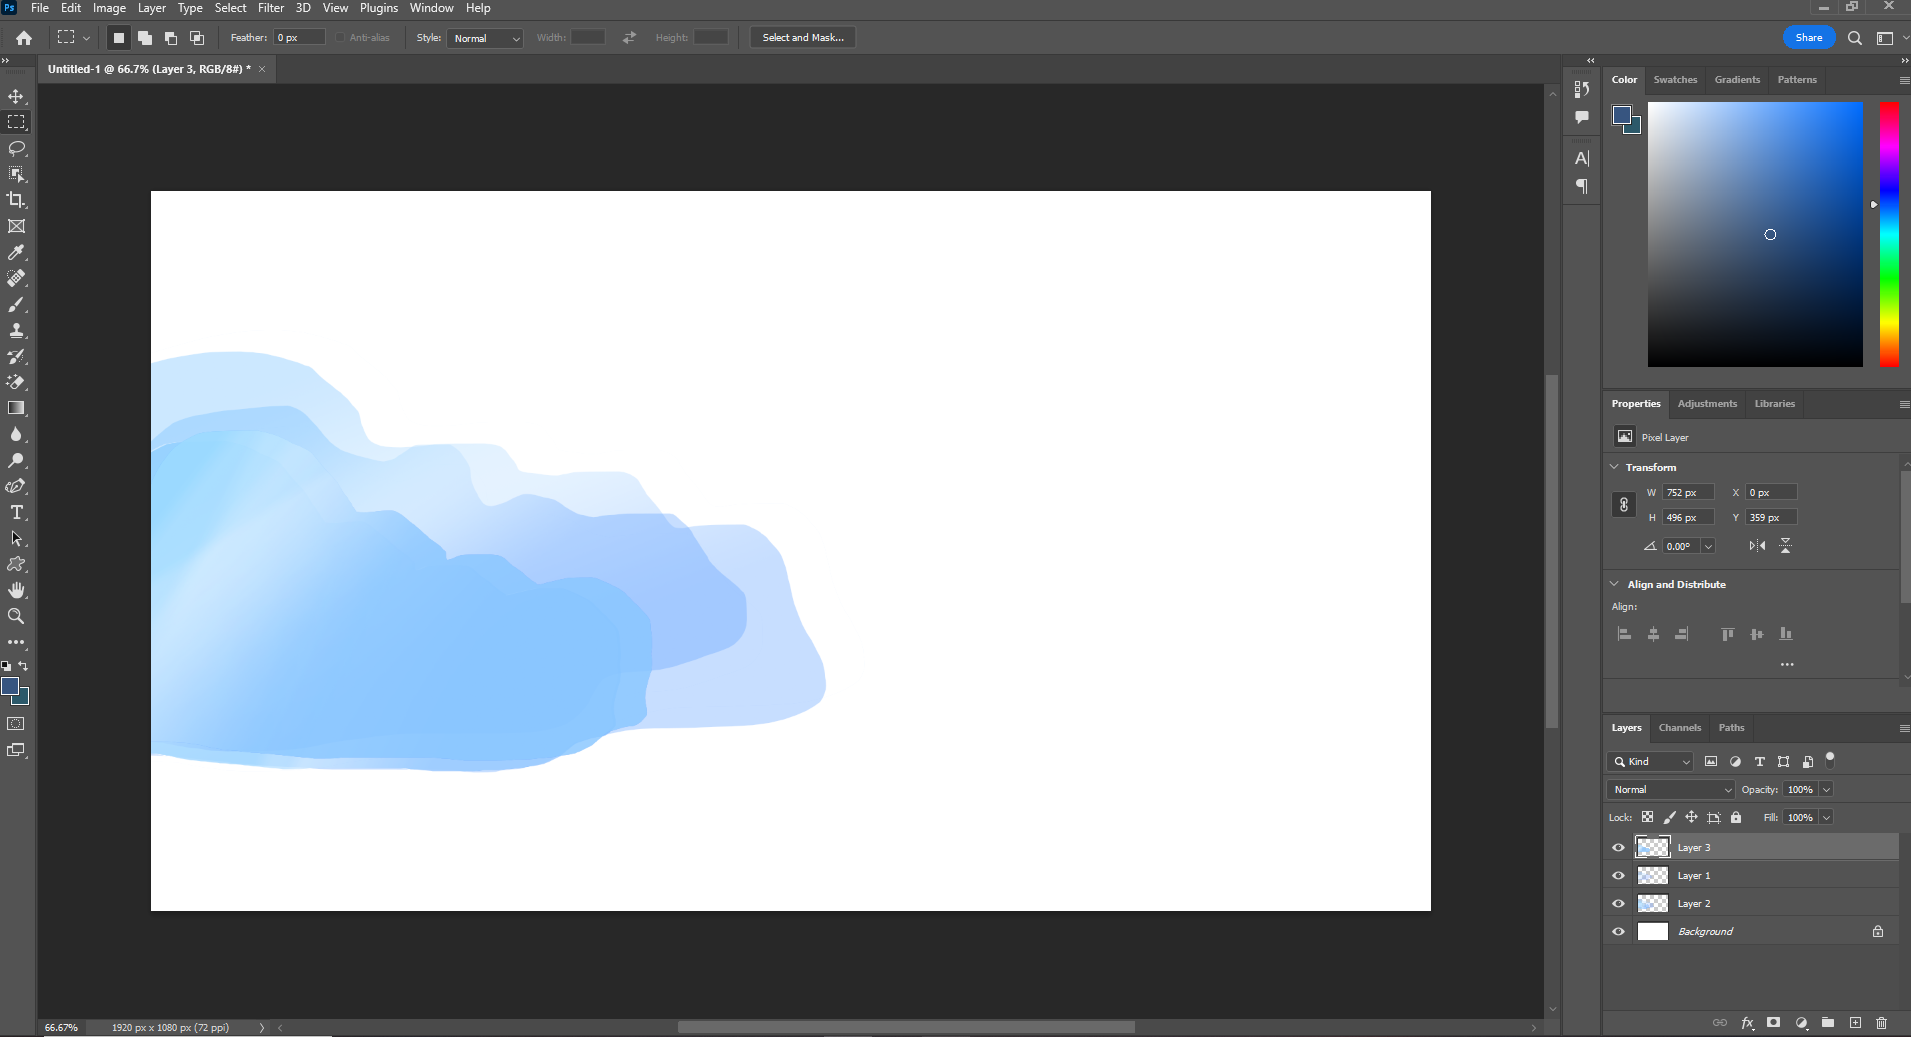 Ps File Edit Image Layer Type Select Filter 3D View Plugins Window Help
Feather: 0 px Anti-alias Style: Normal Width: Height: Select and Mask... Share
Untitled-1 @ 66.7% (Layer 3, RGB/8#) * ×
Color Swatches Gradients Patterns
Properties Adjustments Libraries
Pixel Layer
Transform
W 752 px X 0 px
H 496 px Y 359 px
0.00°
Align and Distribute
Align:
Layers Channels Paths
Kind
Normal Opacity: 100%
Lock: Fill: 100%
Layer 3
Layer 1
Layer 2
Background
fx
66.67% 1920 px x 1080 px (72 ppi)